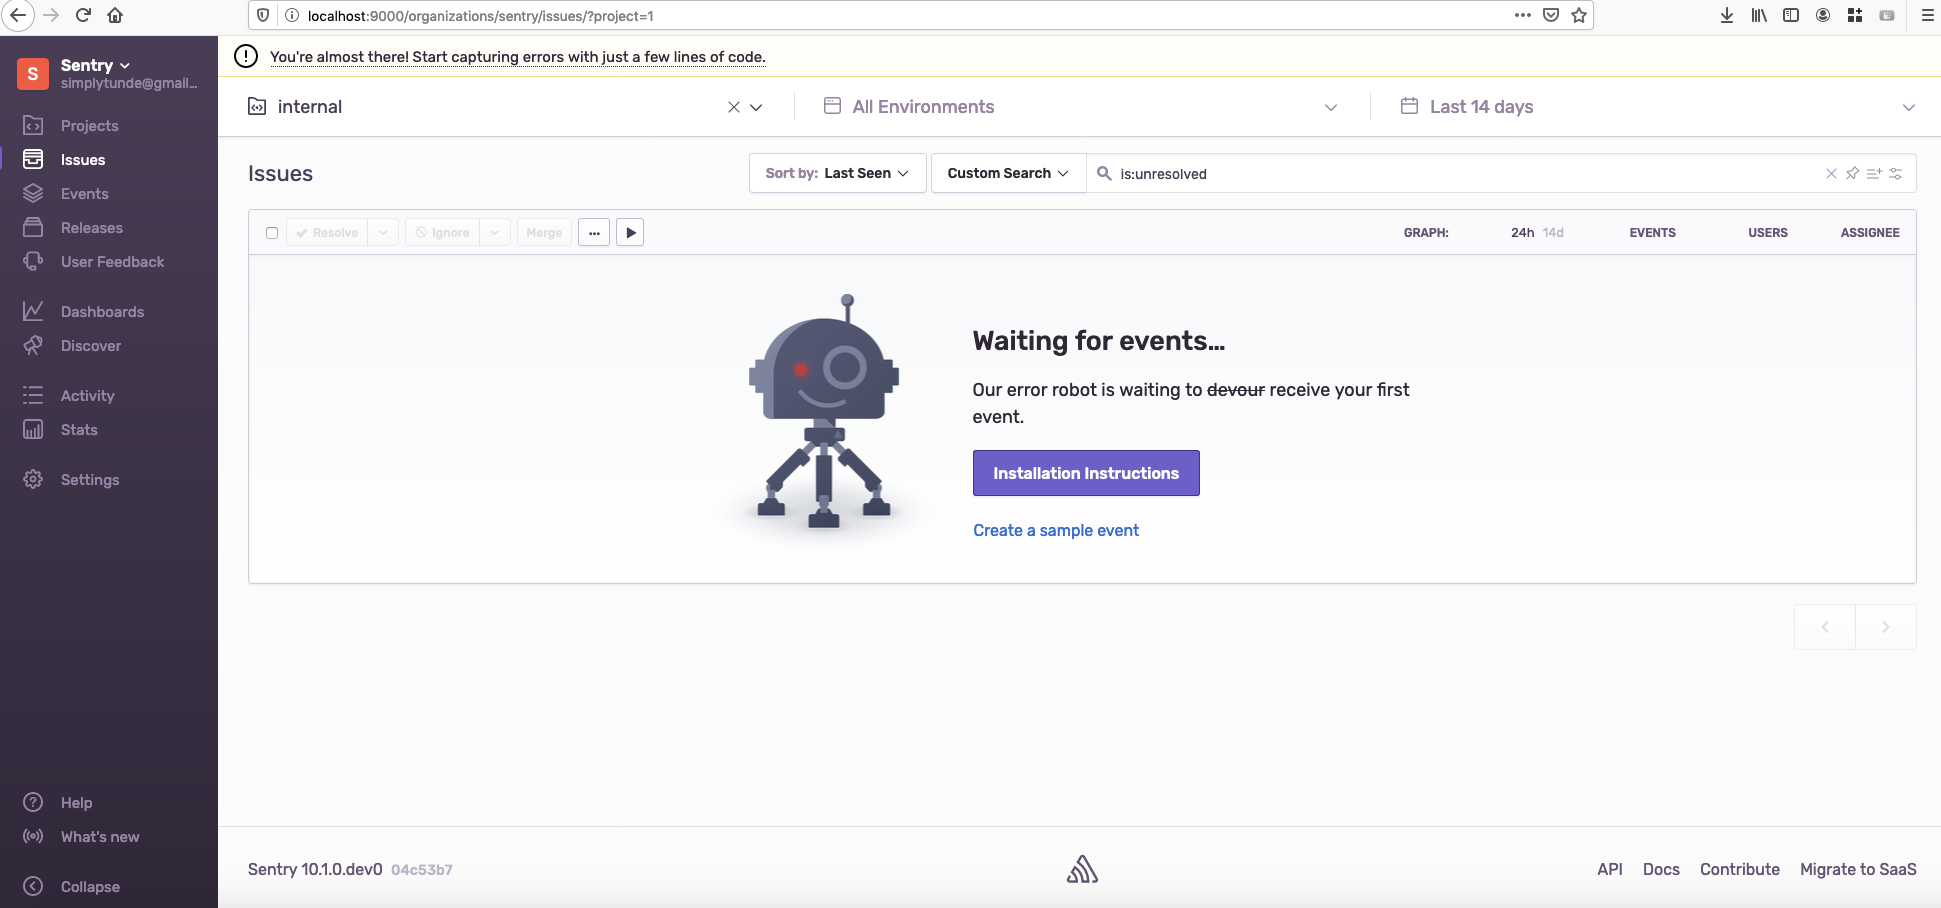 localhost:9000/organizations/sentry/issues/?project=1
S
Sentry
simplytunde@gmail...
Projects
Issues
Events
Releases
User Feedback
Dashboards
Discover
Activity
Stats
Settings
Help
What's new
Collapse
You're almost there! Start capturing errors with just a few lines of code.
internal
All Environments
Last 14 days
Issues
Sort by: Last Seen
Custom Search
is:unresolved
Resolve
Ignore
Merge
GRAPH: 24h 14d EVENTS USERS ASSIGNEE
Waiting for events...
Our error robot is waiting to devour receive your first
event.
Installation Instructions
Create a sample event
Sentry 10.1.0.dev0 04c53b7
API Docs Contribute Migrate to SaaS